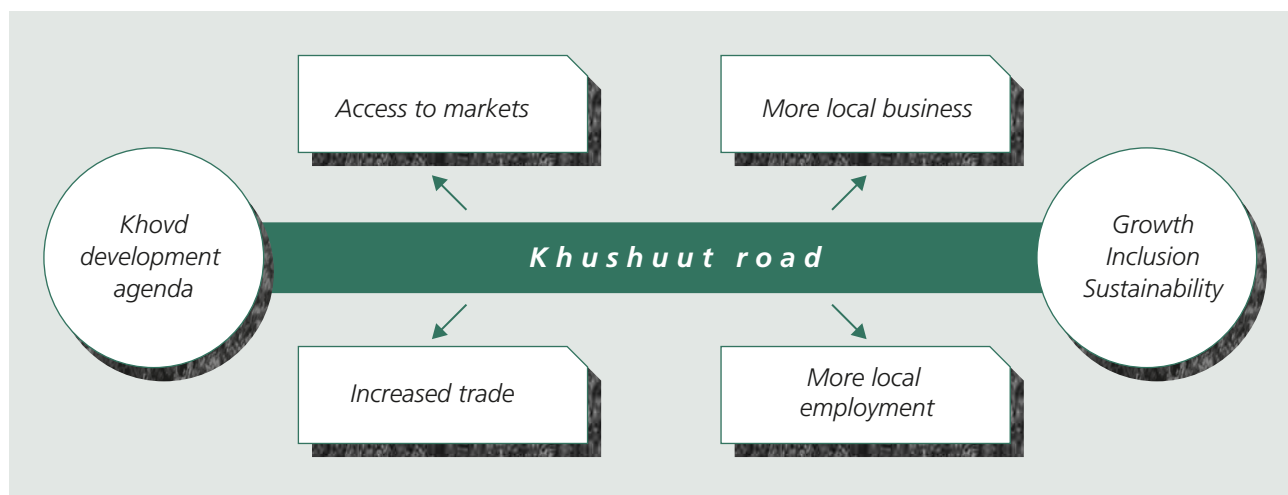 Access to markets
More local business
Khovd
development
agenda
Khushuut road
Growth
Inclusion
Sustainability
Increased trade
More local
employment